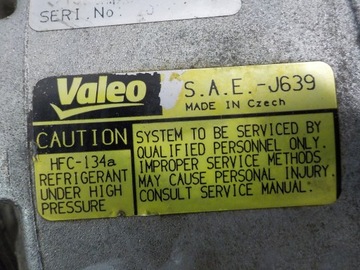 SERI.No
Valeo
S.A.E.-J639
MADE IN Czech
CAUTION
HFC-134a
REFRIGERANT
UNDER HIGH
PRESSURE
SYSTEM TO BE SERVICED BY
QUALIFIED PERSONNEL ONLY.
IMPROPER SERVICE METHODS
MAY CAUSE PERSONAL INJURY.
CONSULT SERVICE MANUAL.